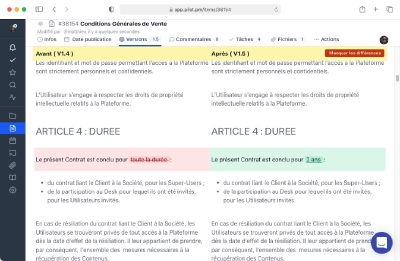 app.pilot.pm/items/38154
#38154 Conditions Générales de Vente
Modifié par @mathieu il y a quelques secondes
Infos
Date publication
Versions 13
Commentaires 8
Tâches 4
Fichiers 1
Actions
Avant ( V1.4 )
Après ( V1.5 )
Masquer les différences
Les identifiant et mot de passe permettant l'accès à la Plateforme
sont strictement personnels et confidentiels.
L'Utilisateur s'engage à respecter les droits de propriété
intellectuelle relatifs à la Plateforme.
ARTICLE 4 : DUREE
Le présent Contrat est conclu pour toute la durée :
du contrat liant le Client à la Société, pour les Super-Users ;
de la participation au Desk pour lequel ils ont été invités,
pour les Utilisateurs invités.
En cas de résiliation du contrat liant le Client à la Société, les
Utilisateurs se trouveront privés de tout accès à la Plateforme
dès la date d'effet de la résiliation. Il leur appartient de prendre,
par conséquent, l'ensemble des mesures nécessaires à la
récupération des Contenus.
Les identifiant et mot de passe permettant l'accès à la Plateforme
sont strictement personnels et confidentiels.
L'Utilisateur s'engage à respecter les droits de propriété
intellectuelle relatifs à la Plateforme.
ARTICLE 4 : DUREE
Le présent Contrat est conclu pour 2 ans :
du contrat liant le Client à la Société, pour les Super-Users ;
de la participation au Desk pour lequel ils ont été invités,
pour les Utilisateurs invités.
En cas de résiliation du contrat liant le Client à la Société, les
Utilisateurs se trouveront privés de tout accès à la Plateforme
dès la date d'effet de la résiliation. Il leur appartient de prendre,
par conséquent, l'ensemble des mesures nécessaires à la
récupération des Contenus.